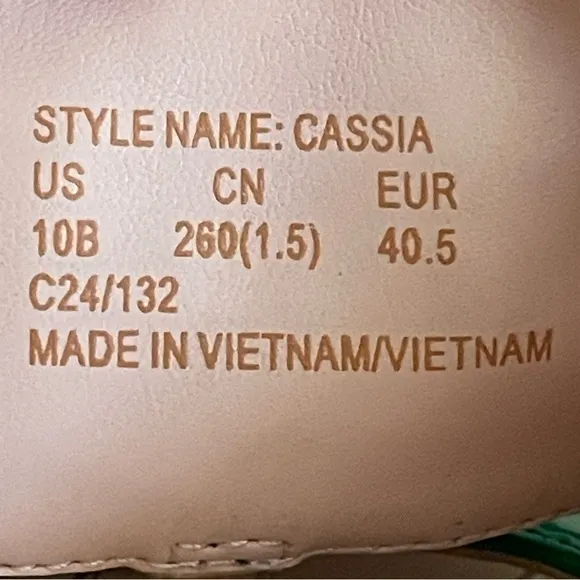 STYLE NAME: CASSIA
US CN EUR
10B 260(1.5) 40.5
C24/132
MADE IN VIETNAM/VIETNAM